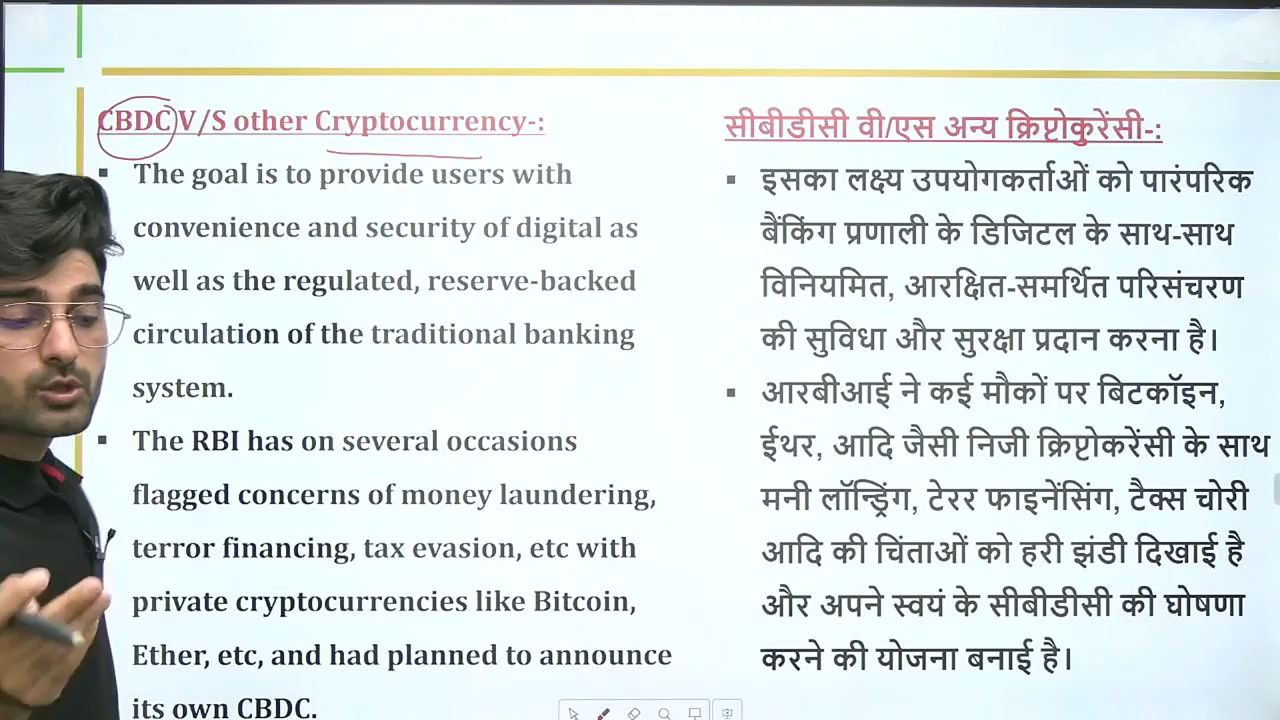 CBDC V/S other Cryptocurrency-:
The goal is to provide users with
convenience and security of digital as
well as the regulated, reserve-backed
circulation of the traditional banking
system.
The RBI has on several occasions
flagged concerns of money laundering,
terror financing, tax evasion, etc with
private cryptocurrencies like Bitcoin,
Ether, etc, and had planned to announce
its own CBDC.
सीबीडीसी वी/एस अन्य क्रिप्टोकुरेंसी-:
इसका लक्ष्य उपयोगकर्ताओं को पारंपरिक
बैंकिंग प्रणाली के डिजिटल के साथ-साथ
विनियमित, आरक्षित-समर्थित परिसंचरण
की सुविधा और सुरक्षा प्रदान करना है।
आरबीआई ने कई मौकों पर बिटकॉइन,
ईथर, आदि जैसी निजी क्रिप्टोकरेंसी के साथ
मनी लॉन्ड्रिंग, टेरर फाइनेंसिंग, टैक्स चोरी
आदि की चिंताओं को हरी झंडी दिखाई है
और अपने स्वयं के सीबीडीसी की घोषणा
करने की योजना बनाई है।